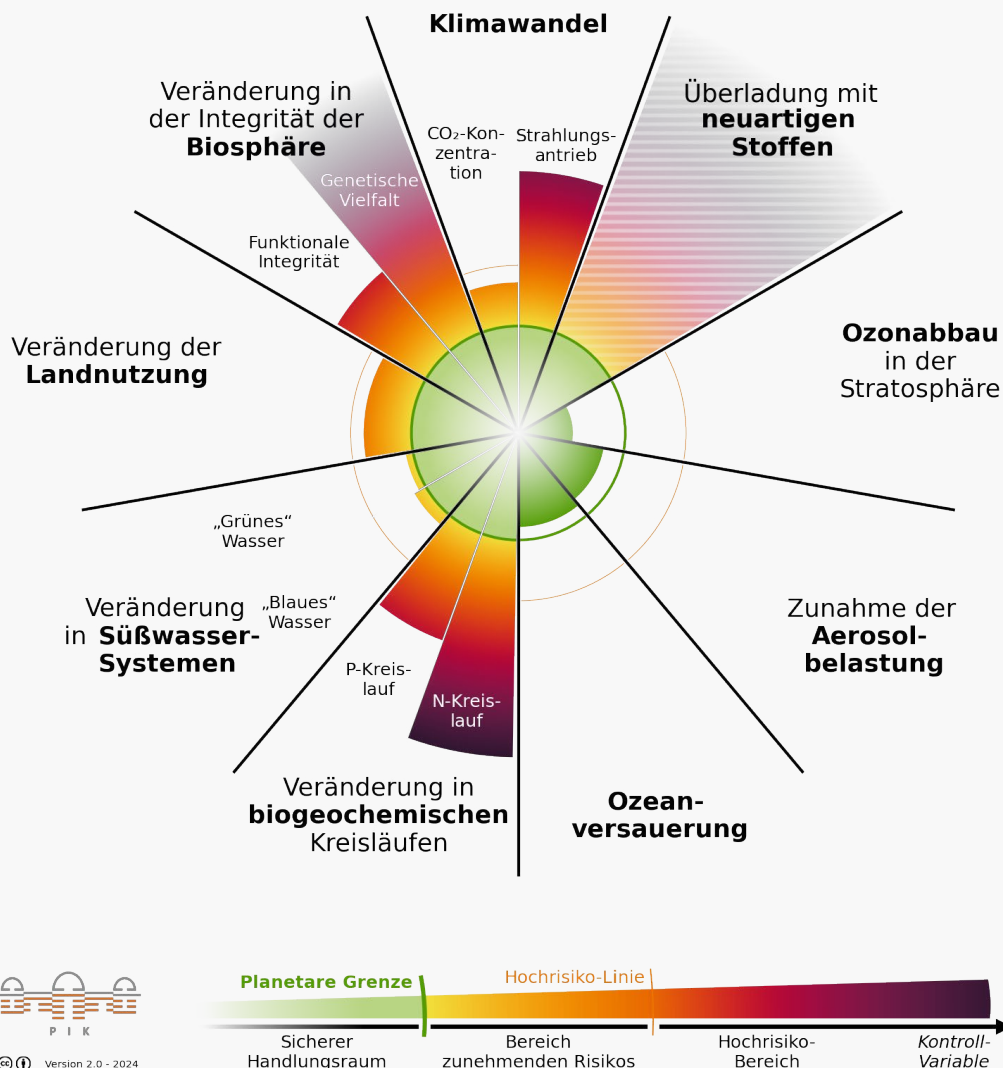 Klimawandel
Veränderung in
der Integrität der
Biosphäre
Überladung mit
neuartigen
Stoffen
CO₂-Kon-
zentra-
tion
Strahlungs-
antrieb
Genetische
Vielfalt
Funktionale
Integrität
Veränderung der
Landnutzung
Ozonabbau
in der
Stratosphäre
„Grünes“
Wasser
„Blaues“
Wasser
Veränderung
in Süßwasser-
Systemen
Zunahme der
Aerosol-
belastung
P-Kreis-
lauf
N-Kreis-
lauf
Veränderung in
biogeochemischen
Kreisläufen
Ozean-
versauerung
Planetare Grenze
Hochrisiko-Linie
P I K
Sicherer
Handlungsraum
Bereich
zunehmenden Risikos
Hochrisiko-
Bereich
Kontroll-
Variable
cc
Version 2.0 - 2024